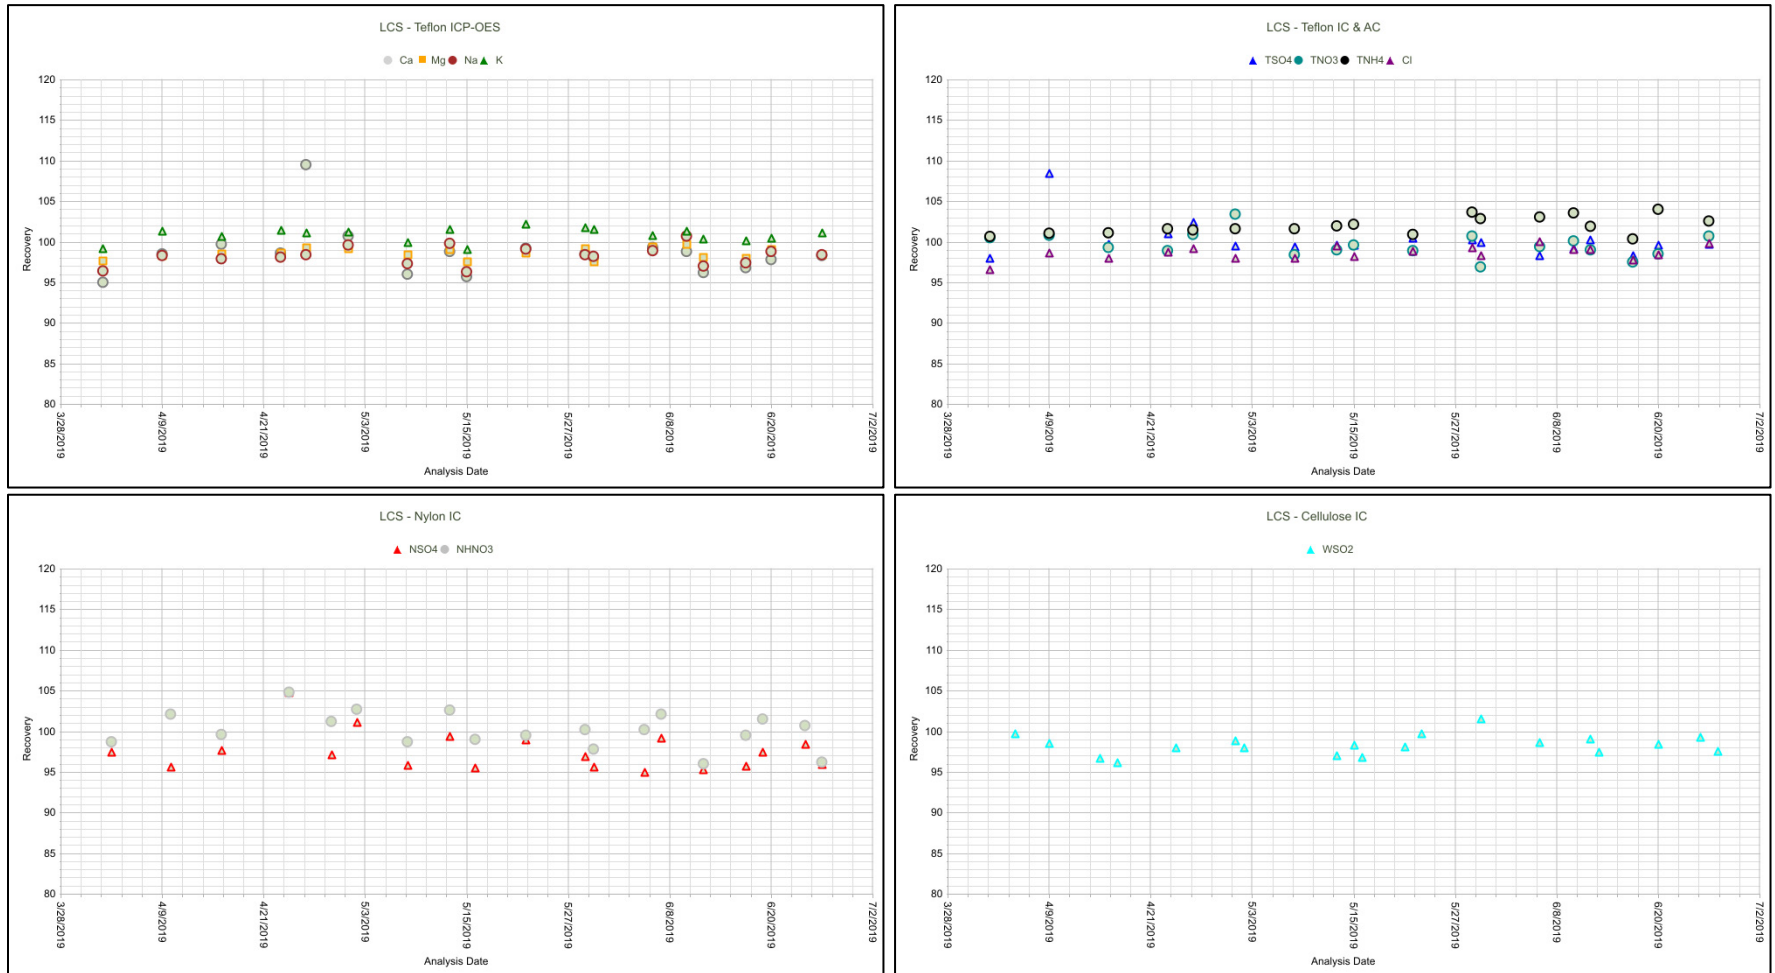 LCS - Teflon ICP-OES
Ca Mg Na K
120
115
110
105
100
95
90
85
80
Recovery
3/28/2019 4/9/2019 4/21/2019 5/3/2019 5/15/2019 5/27/2019 6/8/2019 6/20/2019 7/2/2019
Analysis Date
LCS - Teflon IC & AC
TSO4 TNO3 TNH4 Cl
120
115
110
105
100
95
90
85
80
Recovery
3/28/2019 4/9/2019 4/21/2019 5/3/2019 5/15/2019 5/27/2019 6/8/2019 6/20/2019 7/2/2019
Analysis Date
LCS - Nylon IC
NSO4 NHNO3
120
115
110
105
100
95
90
85
80
Recovery
3/28/2019 4/9/2019 4/21/2019 5/3/2019 5/15/2019 5/27/2019 6/8/2019 6/20/2019 7/2/2019
Analysis Date
LCS - Cellulose IC
WSO2
120
115
110
105
100
95
90
85
80
Recovery
3/28/2019 4/9/2019 4/21/2019 5/3/2019 5/15/2019 5/27/2019 6/8/2019 6/20/2019 7/2/2019
Analysis Date